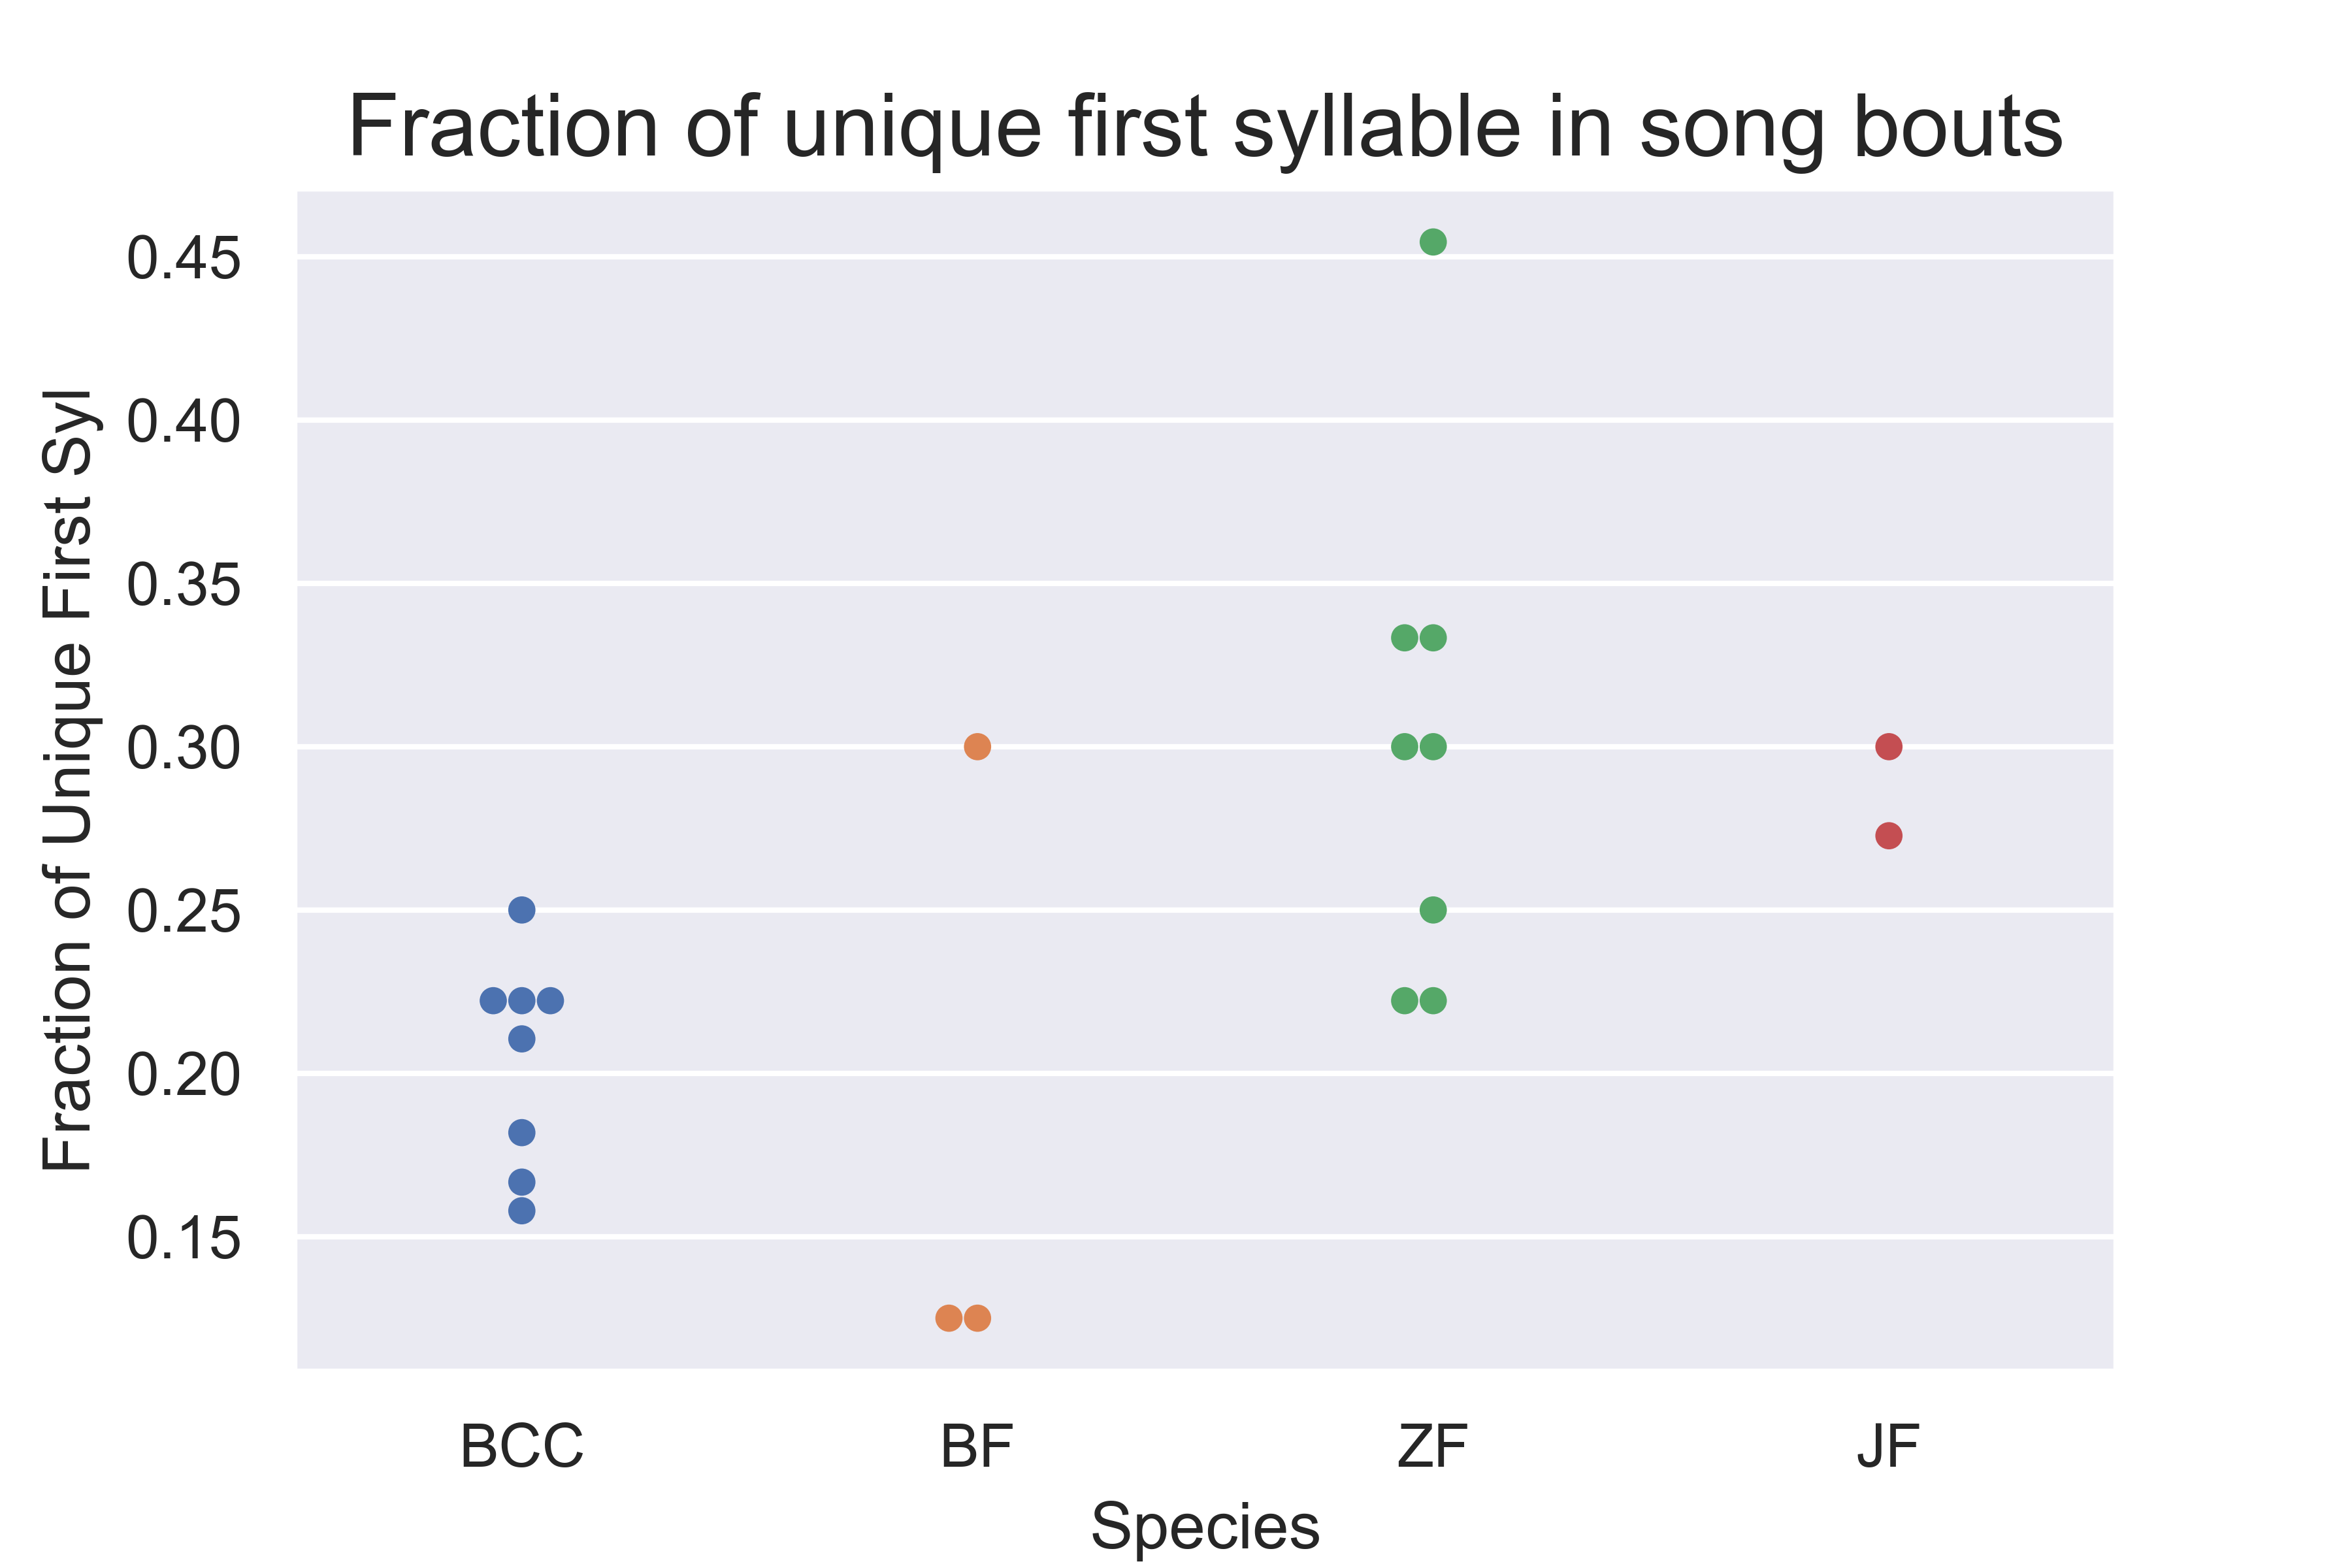 Fraction of unique first syllable in song bouts
Fraction of Unique First Syl
0.45
0.40
0.35
0.30
0.25
0.20
0.15
BCC
BF
ZF
JF
Species